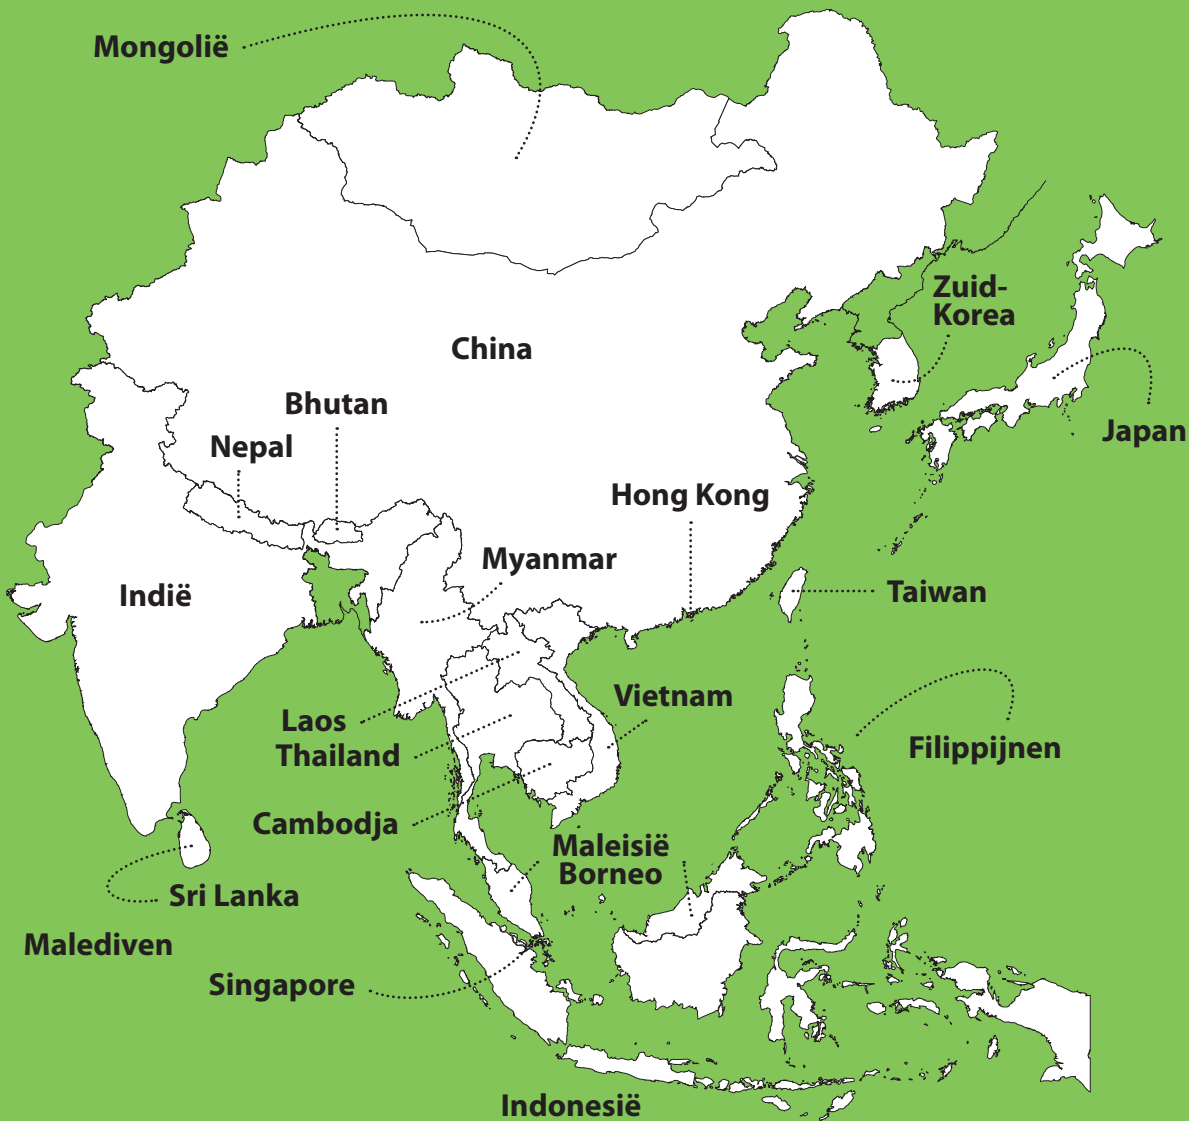 Mongolië
Zuid-
Korea
China
Bhutan
Japan
Nepal
Hong Kong
Myanmar
Indië
Taiwan
Vietnam
Laos
Filippijnen
Thailand
Cambodja
Maleisië
Borneo
Sri Lanka
Malediven
Singapore
Indonesië